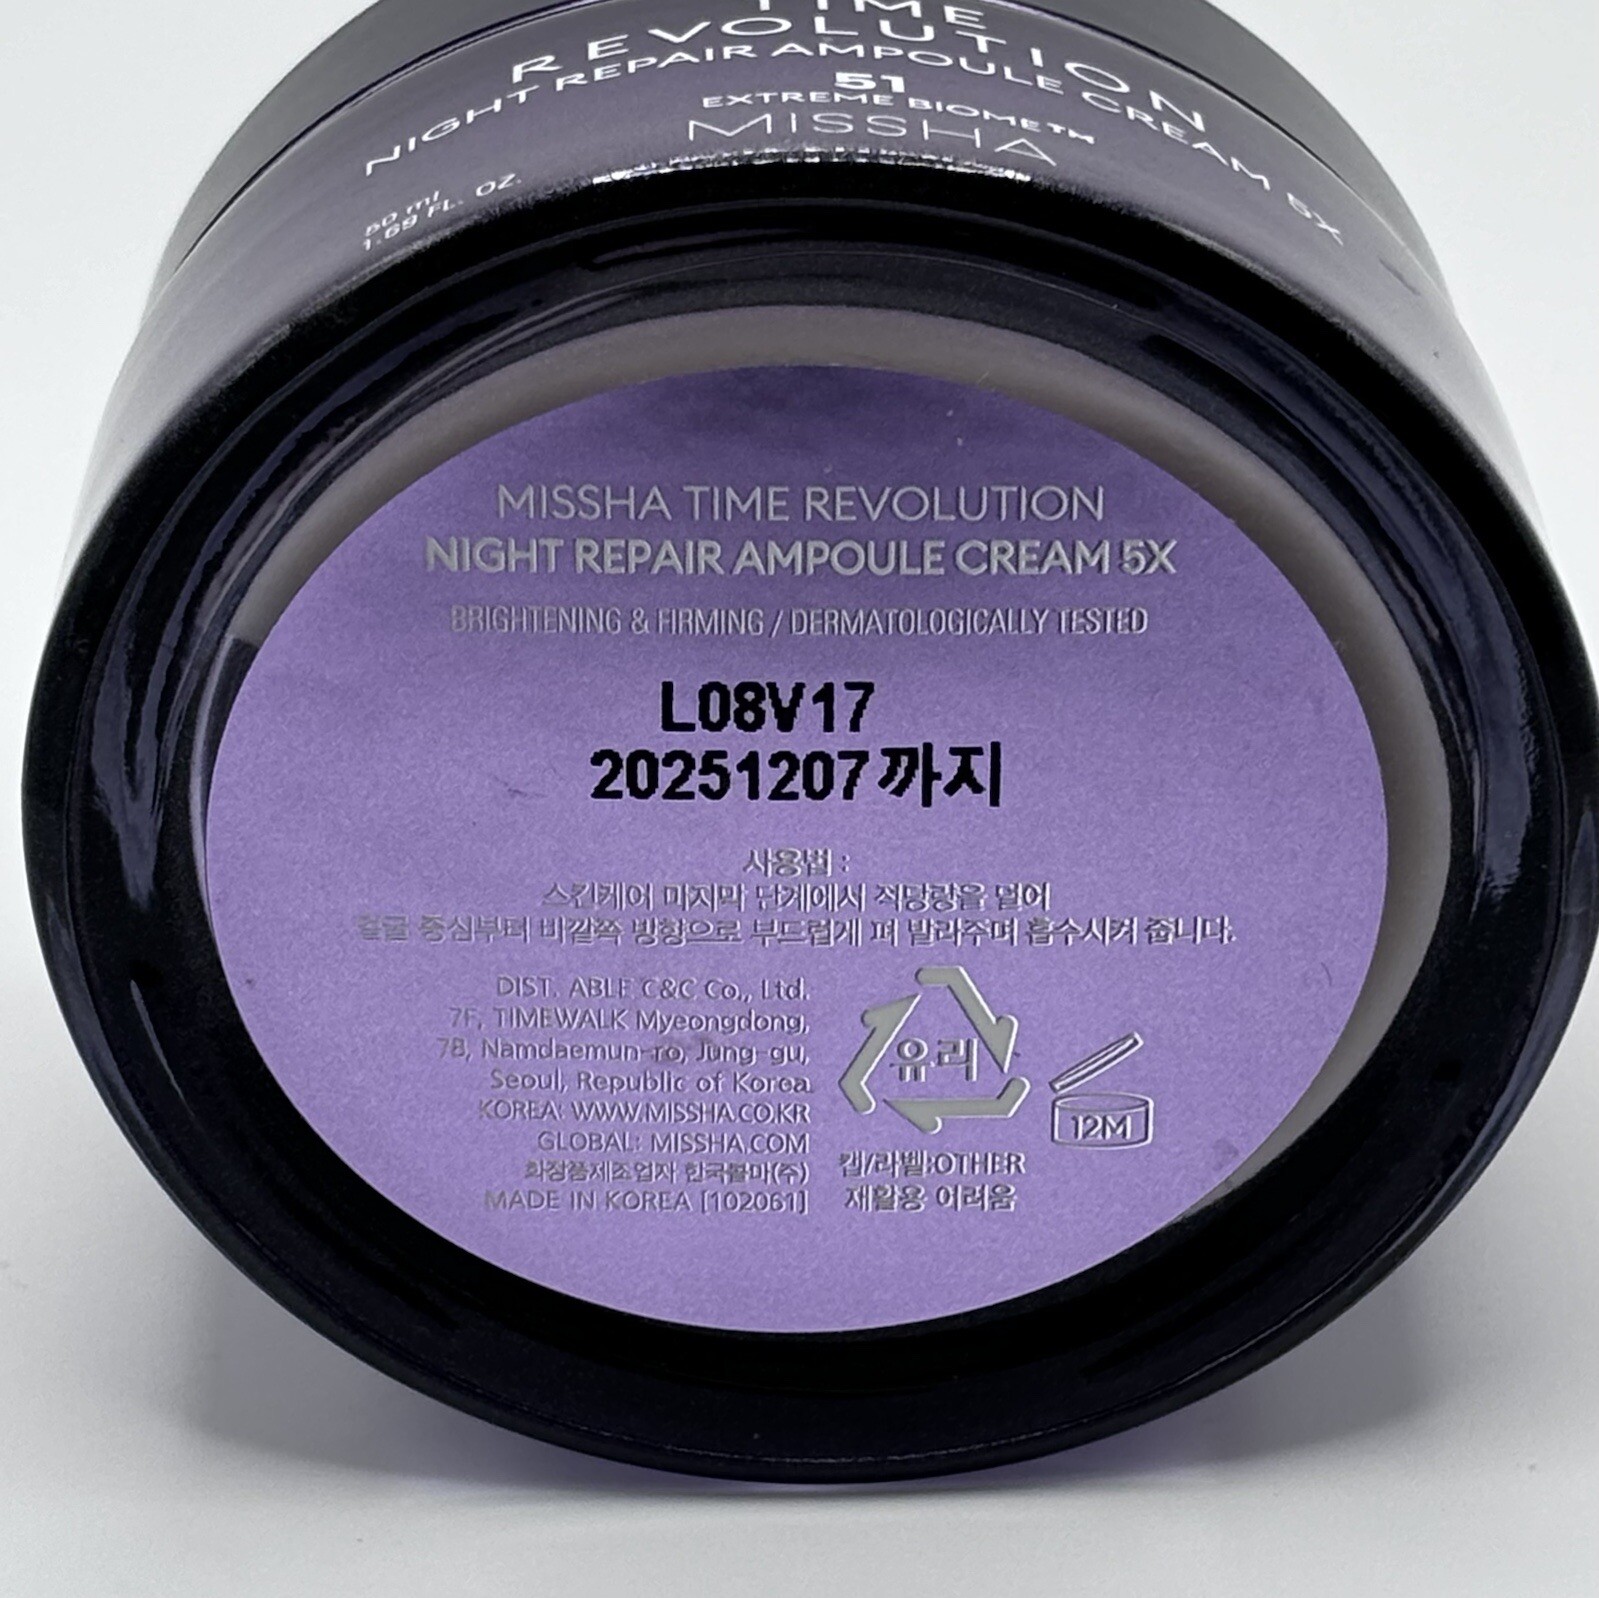 TIME
REVOLUTION
NIGHT REPAIR AMPOULE CREAM 5X
51
EXTREME BIOME™
MISSHA
50 ml
1.69 FL. OZ.
MISSHA TIME REVOLUTION
NIGHT REPAIR AMPOULE CREAM 5X
BRIGHTENING & FIRMING / DERMATOLOGICALLY TESTED
L08V17
20251207까지
사용법 :
스킨케어 마지막 단계에서 적당량을 덜어
얼굴 중심부터 바깥쪽 방향으로 부드럽게 펴 발라주며 흡수시켜 줍니다.
DIST. ABLE C&C Co., Ltd.
7F, TIMEWALK Myeongdong,
78, Namdaemun-ro, Jung-gu,
Seoul, Republic of Korea
KOREA: WWW.MISSHA.CO.KR
GLOBAL: MISSHA.COM
화장품제조업자 한국콜마(주)
MADE IN KOREA [102061]
유리
캡/라벨:OTHER
재활용 어려움
12M